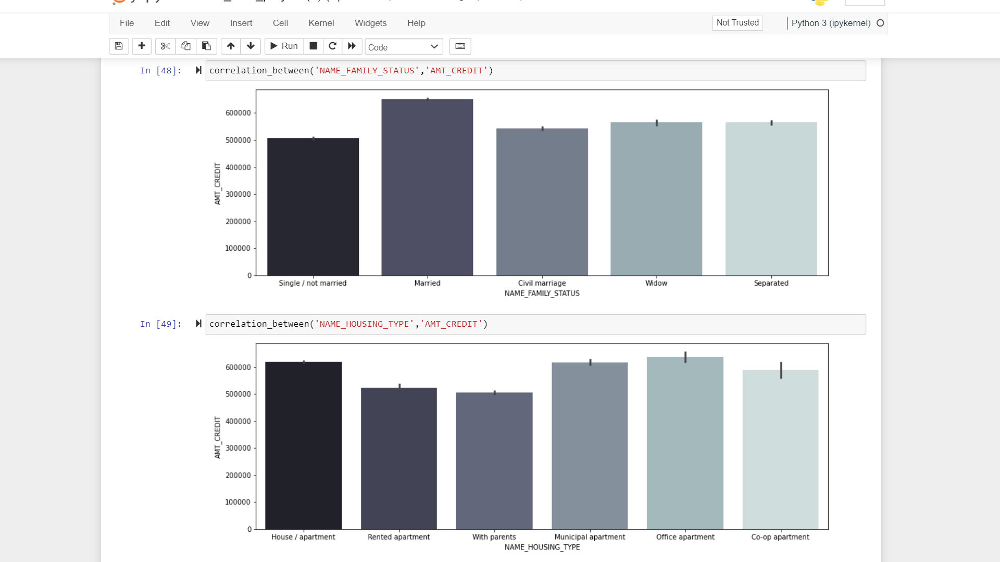 File Edit View Insert Cell Kernel Widgets Help Not Trusted Python 3 (ipykernel)
Run Code
In [48]: correlation_between('NAME_FAMILY_STATUS','AMT_CREDIT')
600000
500000
400000
300000
200000
100000
0
AMT_CREDIT
Single / not married Married Civil marriage Widow Separated
NAME_FAMILY_STATUS
In [49]: correlation_between('NAME_HOUSING_TYPE','AMT_CREDIT')
600000
500000
400000
300000
200000
100000
0
AMT_CREDIT
House / apartment Rented apartment With parents Municipal apartment Office apartment Co-op apartment
NAME_HOUSING_TYPE